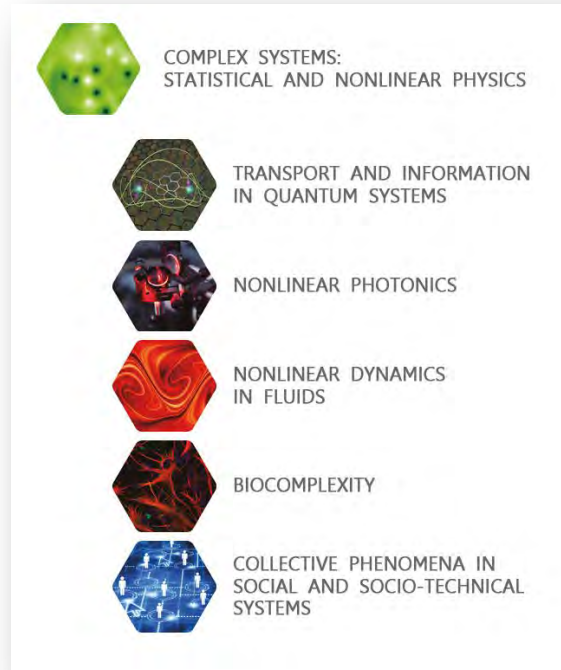 COMPLEX SYSTEMS:
STATISTICAL AND NONLINEAR PHYSICS
TRANSPORT AND INFORMATION
IN QUANTUM SYSTEMS
NONLINEAR PHOTONICS
NONLINEAR DYNAMICS
IN FLUIDS
BIOCOMPLEXITY
COLLECTIVE PHENOMENA IN
SOCIAL AND SOCIO-TECHNICAL
SYSTEMS